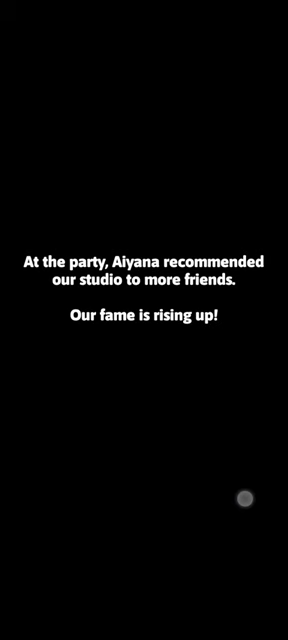 At the party, Aiyana recommended
our studio to more friends.
Our fame is rising up!